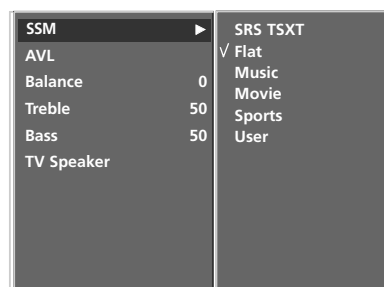 SSM ►
AVL
Balance 0
Treble 50
Bass 50
TV Speaker
SRS TSXT
√ Flat
Music
Movie
Sports
User